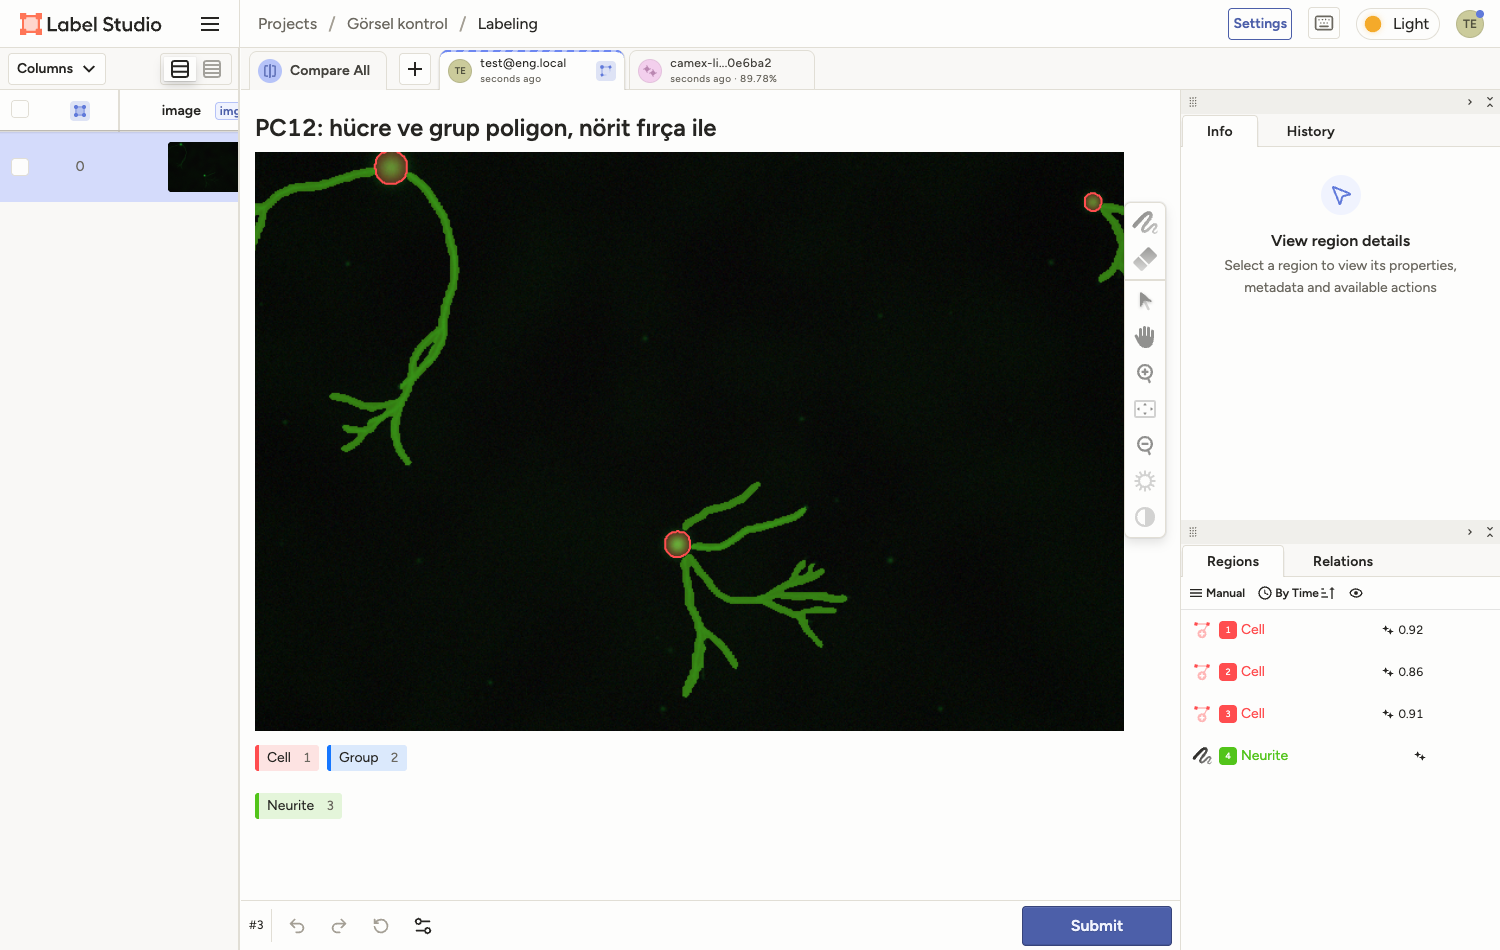 Label Studio
Projects / Görsel kontrol / Labeling
Settings
Light
TE
Columns
Compare All
TE
test@eng.local
seconds ago
camex-li...0e6ba2
seconds ago · 89.78%
image
img
0
PC12: hücre ve grup poligon, nörit fırça ile
Cell 1
Group 2
Neurite 3
#3
Submit
Info
History
View region details
Select a region to view its properties,
metadata and available actions
Regions
Relations
Manual
By Time
1 Cell 0.92
2 Cell 0.86
3 Cell 0.91
4 Neurite